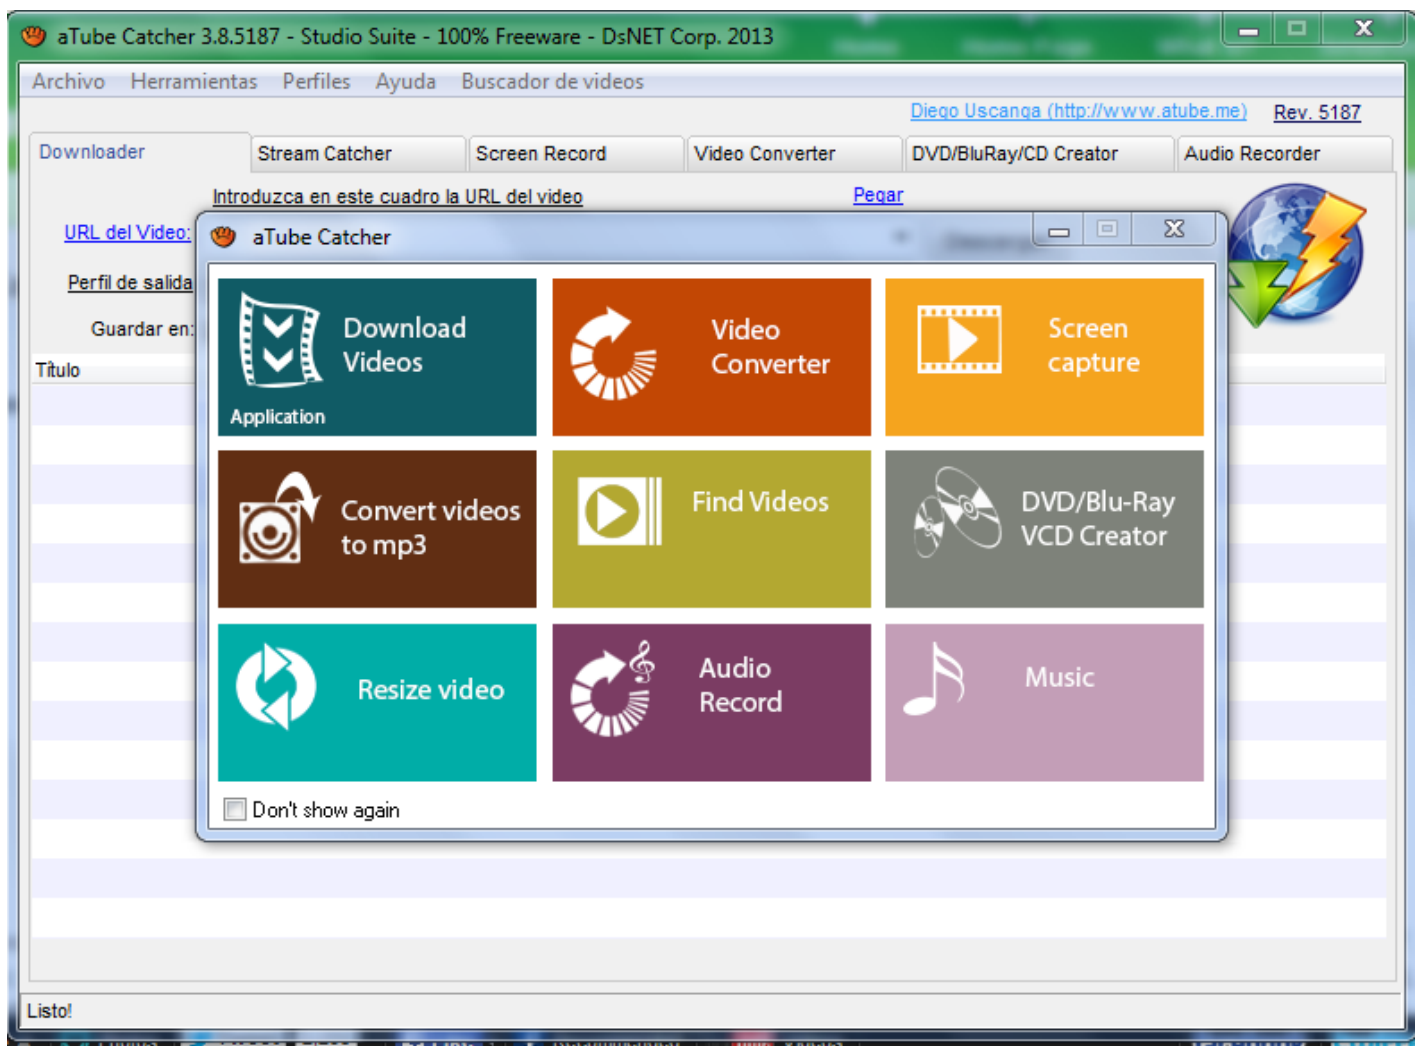 aTube Catcher 3.8.5187 - Studio Suite - 100% Freeware - DsNET Corp. 2013
Archivo Herramientas Perfiles Ayuda Buscador de videos
Diego Uscanga (http://www.atube.me) Rev. 5187
Downloader Stream Catcher Screen Record Video Converter DVD/BluRay/CD Creator Audio Recorder
Introduzca en este cuadro la URL del video Pegar
URL del Video:
Perfil de salida
Guardar en:
Título
aTube Catcher
Download
Videos
Application
Video
Converter
Screen
capture
Convert videos
to mp3
Find Videos
DVD/Blu-Ray
VCD Creator
Resize video
Audio
Record
Music
Don't show again
Listo!